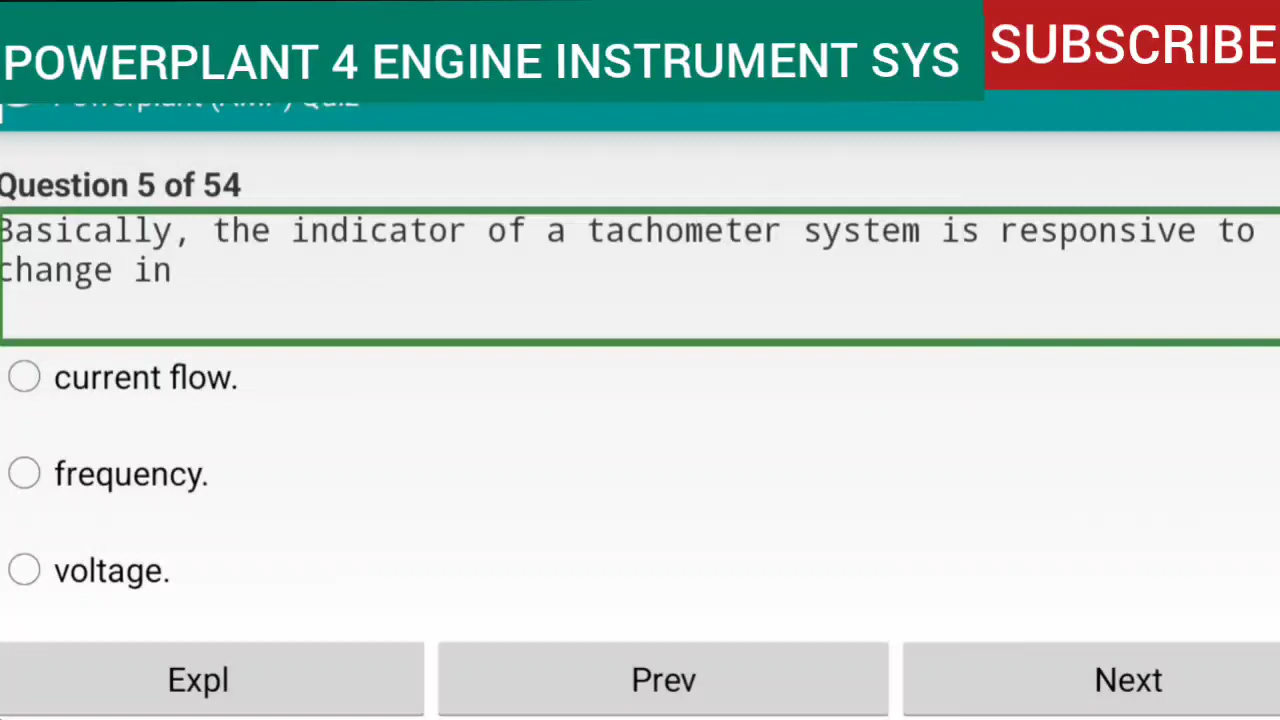 POWERPLANT 4 ENGINE INSTRUMENT SYS
SUBSCRIBE
Question 5 of 54
Basically, the indicator of a tachometer system is responsive to
change in
current flow.
frequency.
voltage.
Expl
Prev
Next